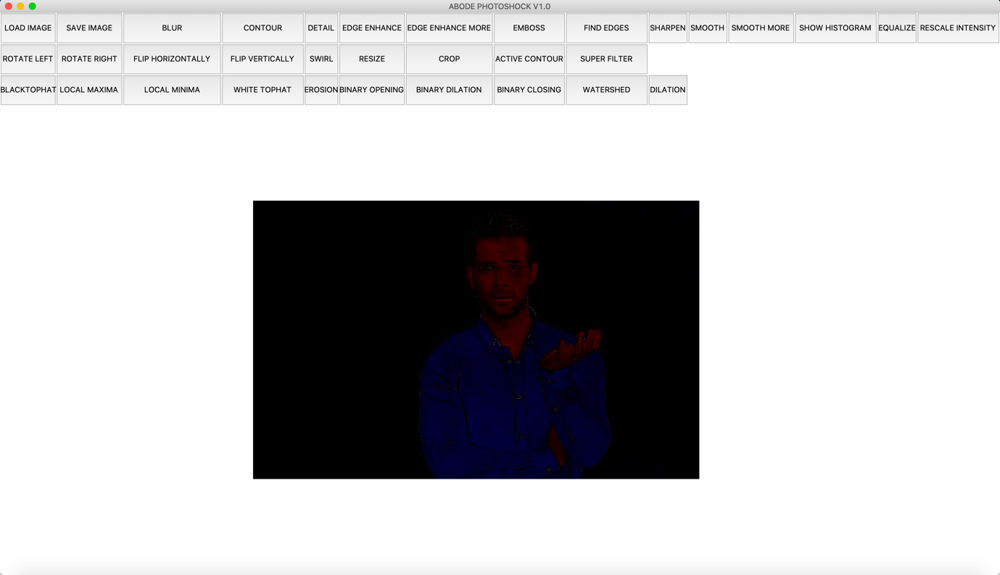 ABODE PHOTOSHOCK V1.0
LOAD IMAGE SAVE IMAGE BLUR CONTOUR DETAIL EDGE ENHANCE EDGE ENHANCE MORE EMBOSS FIND EDGES SHARPEN SMOOTH SMOOTH MORE SHOW HISTOGRAM EQUALIZE RESCALE INTENSITY
ROTATE LEFT ROTATE RIGHT FLIP HORIZONTALLY FLIP VERTICALLY SWIRL RESIZE CROP ACTIVE CONTOUR SUPER FILTER
BLACKTOPHAT LOCAL MAXIMA LOCAL MINIMA WHITE TOPHAT EROSION BINARY OPENING BINARY DILATION BINARY CLOSING WATERSHED DILATION